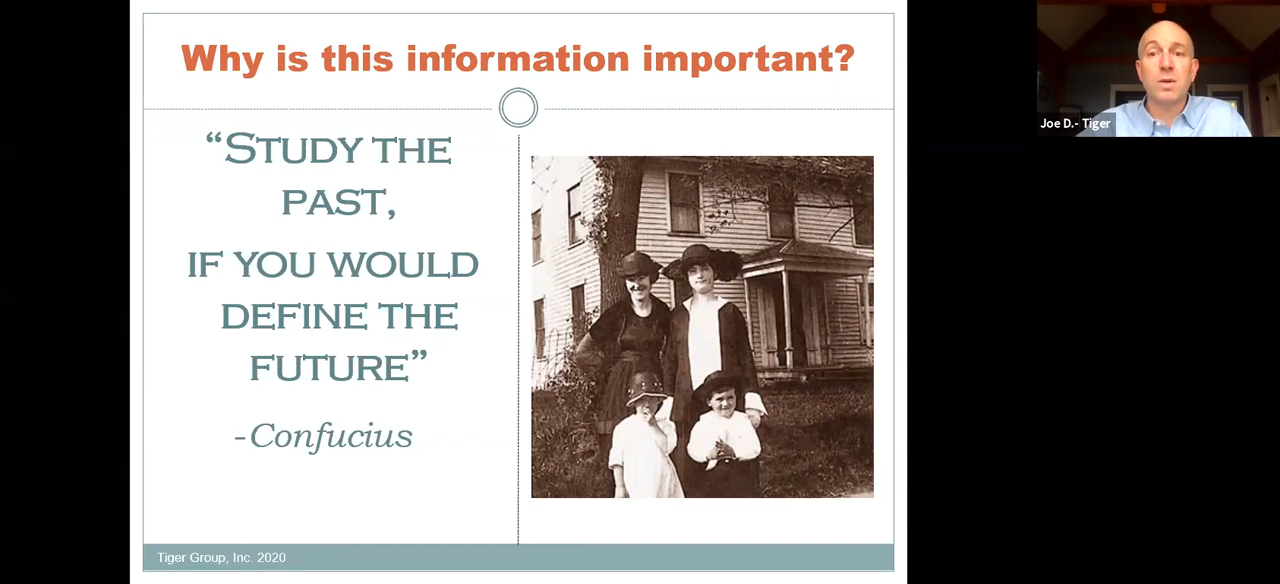 Why is this information important?
“STUDY THE
PAST,
IF YOU WOULD
DEFINE THE
FUTURE”
-Confucius
Tiger Group, Inc. 2020
Joe D.- Tiger